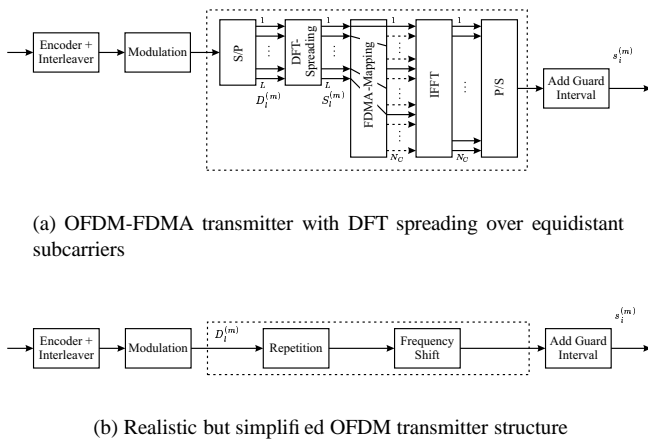 Encoder +
Interleaver
Modulation
S/P
1
L
D_l^(m)
DFT-
Spreading
1
L
S_l^(m)
FDMA-Mapping
1
N_C
IFFT
1
N_C
P/S
Add Guard
Interval
s_i^(m)
(a) OFDM-FDMA transmitter with DFT spreading over equidistant
subcarriers
Encoder +
Interleaver
Modulation
D_l^(m)
Repetition
Frequency
Shift
Add Guard
Interval
s_i^(m)
(b) Realistic but simplified OFDM transmitter structure